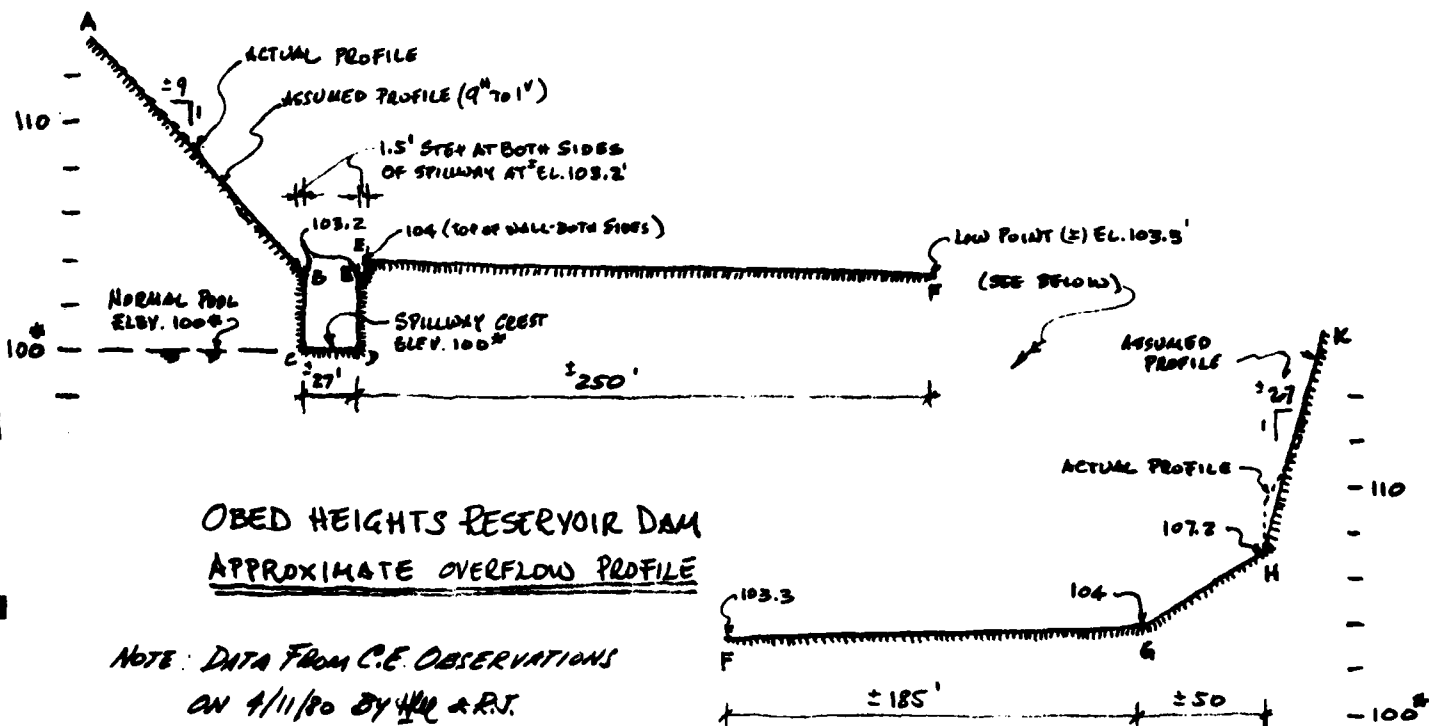 A
ACTUAL PROFILE
±9
1
ASSUMED PROFILE (9H TO 1V)
110
1.5' STEP AT BOTH SIDES
OF SPILLWAY AT ± EL. 103.2'
103.2
E
104 (TOP OF WALL - BOTH SIDES)
LOW POINT (±) EL. 103.3'
B
B
F
(SEE BELOW)
NORMAL POOL
ELEV. 100*
SPILLWAY CREST
ELEV. 100*
100*
C
D
±27'
±250'
ASSUMED
PROFILE
K
±27
1
ACTUAL PROFILE
110
107.2
H
OBED HEIGHTS RESERVOIR DAM
APPROXIMATE OVERFLOW PROFILE
103.3
104
F
G
NOTE: DATA FROM C.E. OBSERVATIONS
ON 4/11/80 BY & R.J.
±185'
±50
100*